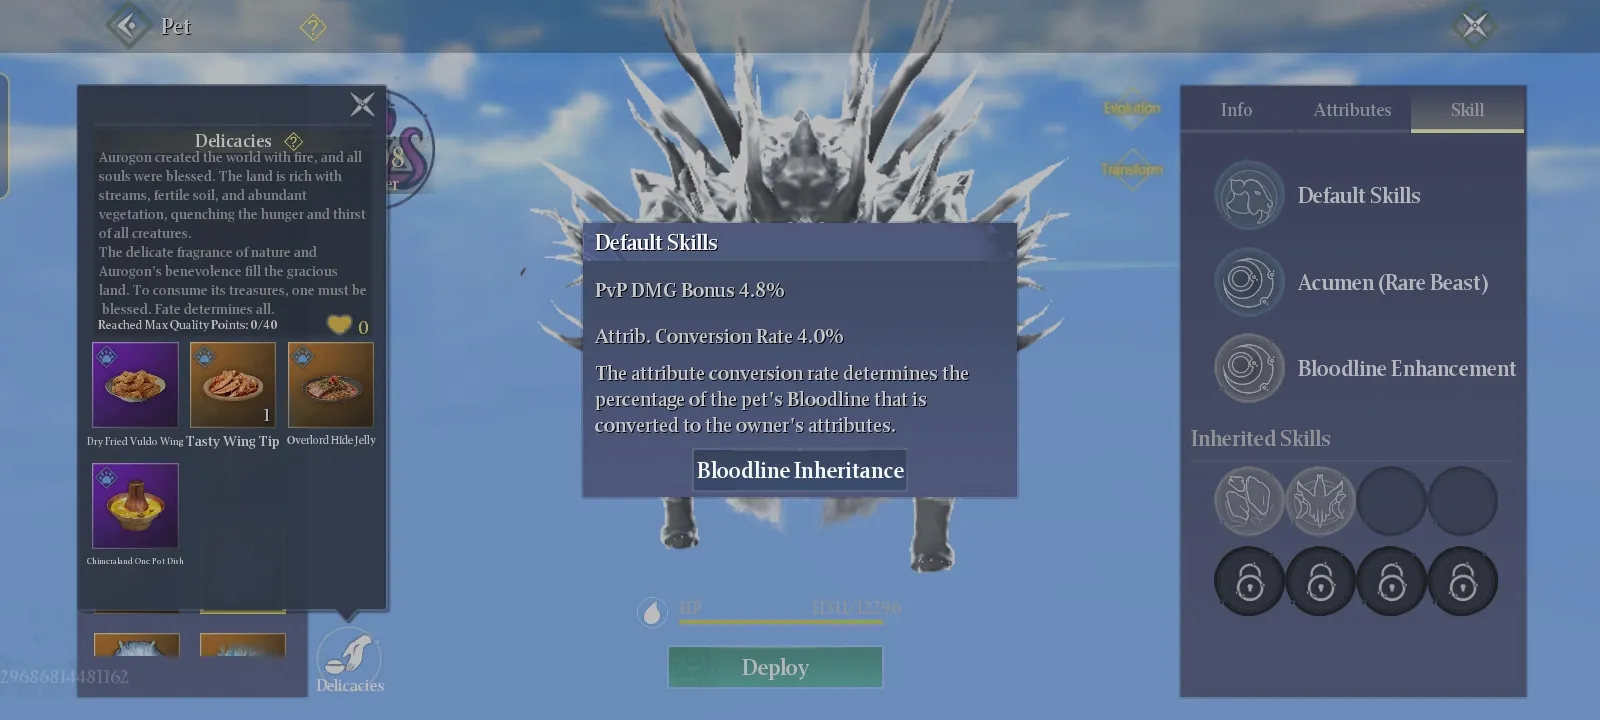 Pet
?
Delicacies ?
Aurogon created the world with fire, and all
souls were blessed. The land is rich with
streams, fertile soil, and abundant
vegetation, quenching the hunger and thirst
of all creatures.
The delicate fragrance of nature and
Aurogon's benevolence fill the gracious
land. To consume its treasures, one must be
blessed. Fate determines all.
Reached Max Quality Points: 0/40
0
1
Dry Fried Vuldo Wing
Tasty Wing Tip
Overlord Hide Jelly
Chimeraland One Pot Dish
Delicacies
29686814481162
8
er
Evolution
Transform
Default Skills
PvP DMG Bonus 4.8%
Attrib. Conversion Rate 4.0%
The attribute conversion rate determines the
percentage of the pet's Bloodline that is
converted to the owner's attributes.
Bloodline Inheritance
HP
11311/12296
Deploy
Info
Attributes
Skill
Default Skills
Acumen (Rare Beast)
Bloodline Enhancement
Inherited Skills